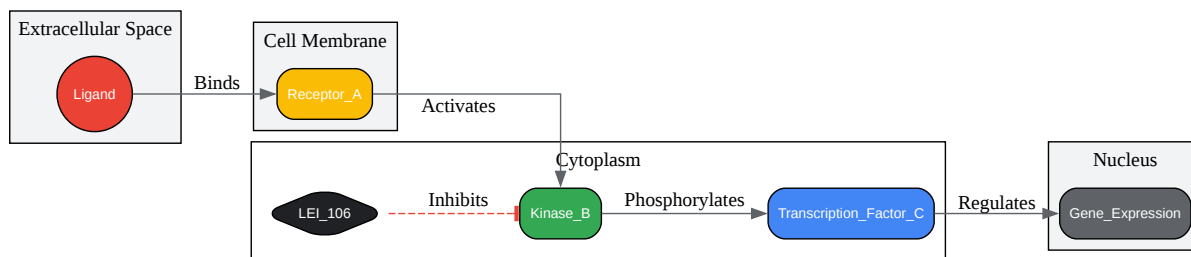 Extracellular Space
Ligand
Binds
Cell Membrane
Receptor_A
Activates
Cytoplasm
LEI_106
Inhibits
Kinase_B
Phosphorylates
Transcription_Factor_C
Regulates
Nucleus
Gene_Expression